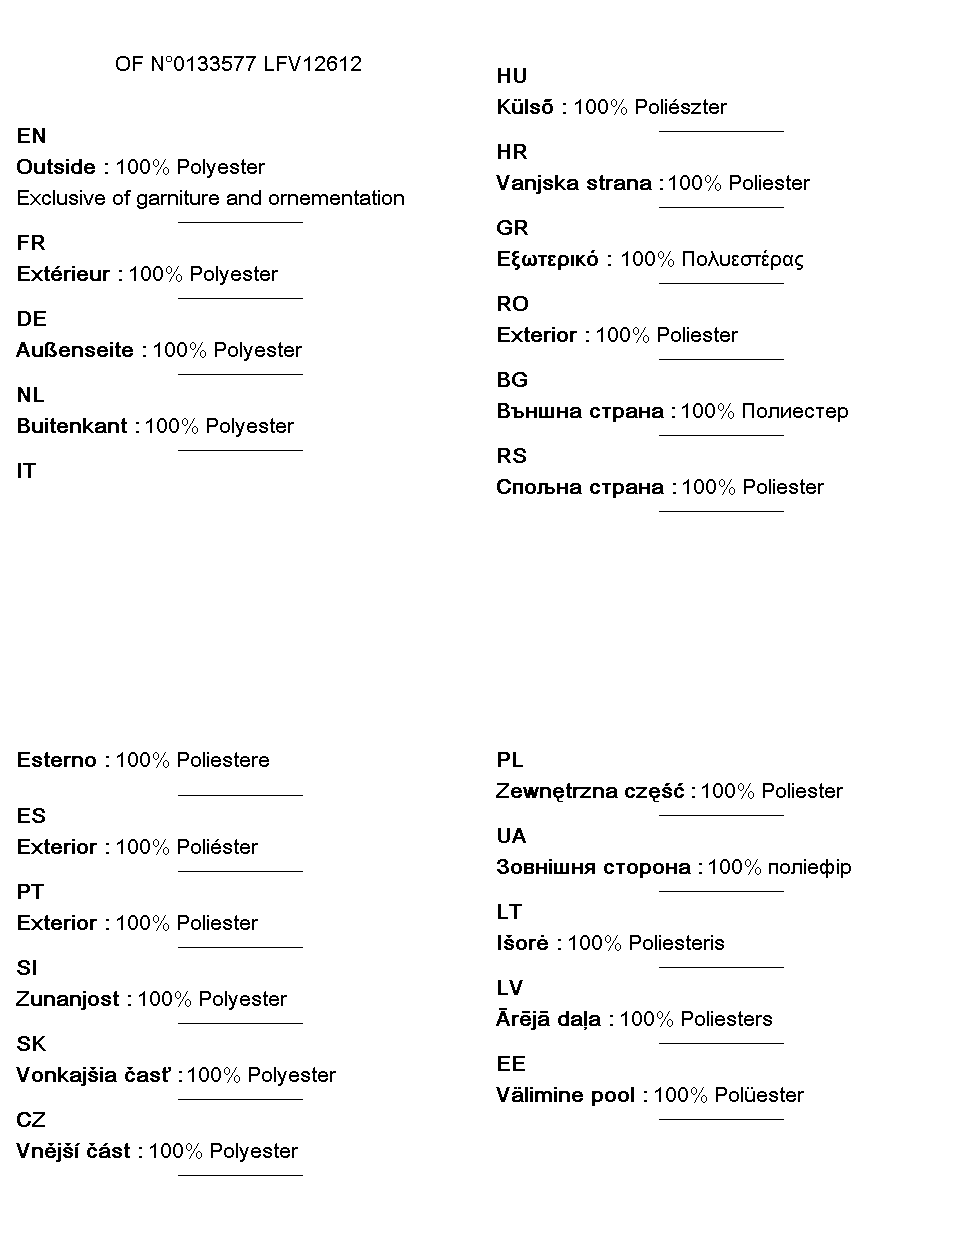 OF N°0133577 LFV12612
EN
Outside : 100% Polyester
Exclusive of garniture and ornementation
FR
Extérieur : 100% Polyester
DE
Außenseite : 100% Polyester
NL
Buitenkant : 100% Polyester
IT
Esterno : 100% Poliestere
ES
Exterior : 100% Poliéster
PT
Exterior : 100% Poliester
SI
Zunanjost : 100% Polyester
SK
Vonkajšia časť : 100% Polyester
CZ
Vnější část : 100% Polyester
HU
Külső : 100% Poliészter
HR
Vanjska strana : 100% Poliester
GR
Εξωτερικό : 100% Πολυεστέρας
RO
Exterior : 100% Poliester
BG
Външна страна : 100% Полиестер
RS
Спољна страна : 100% Poliester
PL
Zewnętrzna część : 100% Poliester
UA
Зовнішня сторона : 100% поліефір
LT
Išorė : 100% Poliesteris
LV
Ārējā daļa : 100% Poliesters
EE
Välimine pool : 100% Polüester